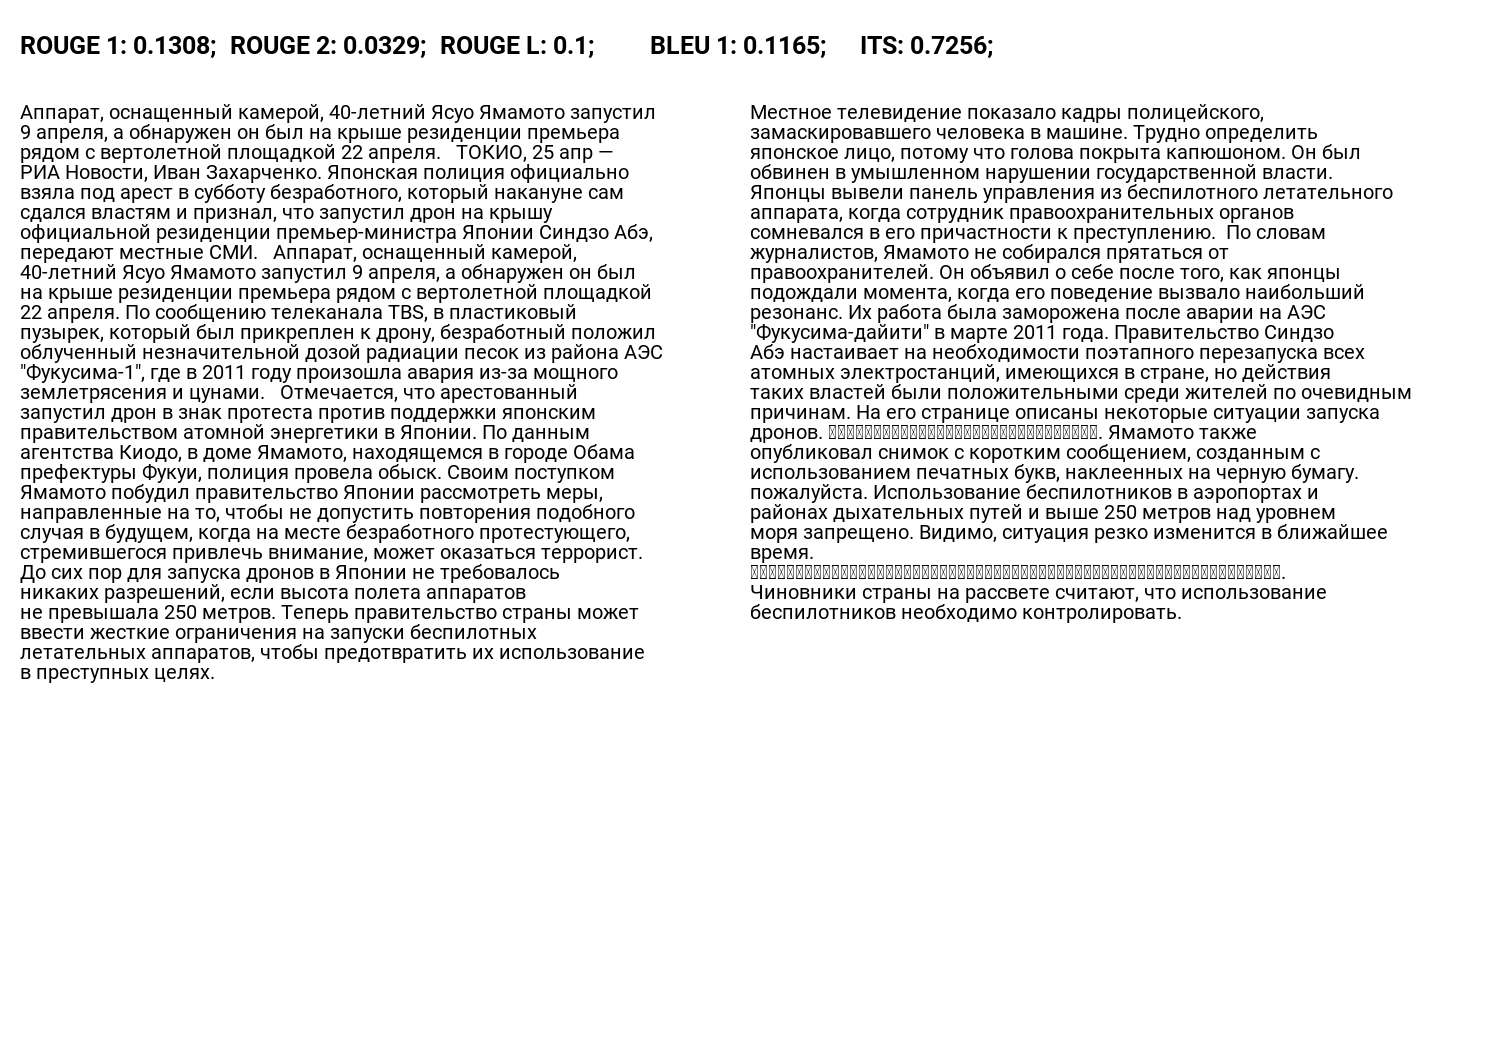 ROUGE 1: 0.1308;  ROUGE 2: 0.0329;  ROUGE L: 0.1;  BLEU 1: 0.1165;  ITS: 0.7256;
Аппарат, оснащенный камерой, 40-летний Ясуо Ямамото запустил
9 апреля, а обнаружен он был на крыше резиденции премьера
рядом с вертолетной площадкой 22 апреля.   ТОКИО, 25 апр —
РИА Новости, Иван Захарченко. Японская полиция официально
взяла под арест в субботу безработного, который накануне сам
сдался властям и признал, что запустил дрон на крышу
официальной резиденции премьер-министра Японии Синдзо Абэ,
передают местные СМИ.   Аппарат, оснащенный камерой,
40-летний Ясуо Ямамото запустил 9 апреля, а обнаружен он был
на крыше резиденции премьера рядом с вертолетной площадкой
22 апреля. По сообщению телеканала TBS, в пластиковый
пузырек, который был прикреплен к дрону, безработный положил
облученный незначительной дозой радиации песок из района АЭС
"Фукусима-1", где в 2011 году произошла авария из-за мощного
землетрясения и цунами.   Отмечается, что арестованный
запустил дрон в знак протеста против поддержки японским
правительством атомной энергетики в Японии. По данным
агентства Киодо, в доме Ямамото, находящемся в городе Обама
префектуры Фукуи, полиция провела обыск. Своим поступком
Ямамото побудил правительство Японии рассмотреть меры,
направленные на то, чтобы не допустить повторения подобного
случая в будущем, когда на месте безработного протестующего,
стремившегося привлечь внимание, может оказаться террорист.
До сих пор для запуска дронов в Японии не требовалось
никаких разрешений, если высота полета аппаратов
не превышала 250 метров. Теперь правительство страны может
ввести жесткие ограничения на запуски беспилотных
летательных аппаратов, чтобы предотвратить их использование
в преступных целях.
Местное телевидение показало кадры полицейского,
замаскировавшего человека в машине. Трудно определить
японское лицо, потому что голова покрыта капюшоном. Он был
обвинен в умышленном нарушении государственной власти.
Японцы вывели панель управления из беспилотного летательного
аппарата, когда сотрудник правоохранительных органов
сомневался в его причастности к преступлению.  По словам
журналистов, Ямамото не собирался прятаться от
правоохранителей. Он объявил о себе после того, как японцы
подождали момента, когда его поведение вызвало наибольший
резонанс. Их работа была заморожена после аварии на АЭС
"Фукусима-дайити" в марте 2011 года. Правительство Синдзо
Абэ настаивает на необходимости поэтапного перезапуска всех
атомных электростанций, имеющихся в стране, но действия
таких властей были положительными среди жителей по очевидным
причинам. На его странице описаны некоторые ситуации запуска
дронов. . Ямамото также
опубликовал снимок с коротким сообщением, созданным с
использованием печатных букв, наклеенных на черную бумагу.
пожалуйста. Использование беспилотников в аэропортах и
районах дыхательных путей и выше 250 метров над уровнем
моря запрещено. Видимо, ситуация резко изменится в ближайшее
время.
.
Чиновники страны на рассвете считают, что использование
беспилотников необходимо контролировать.